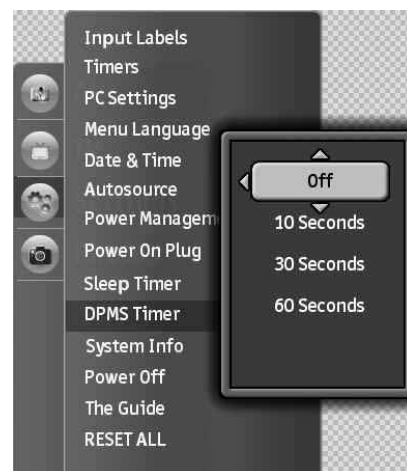 Input Labels
Timers
PC Settings
Menu Language
Date & Time
Autosource
Power Managem
Power On Plug
Sleep Timer
DPMS Timer
System Info
Power Off
The Guide
RESET ALL
Off
10 Seconds
30 Seconds
60 Seconds